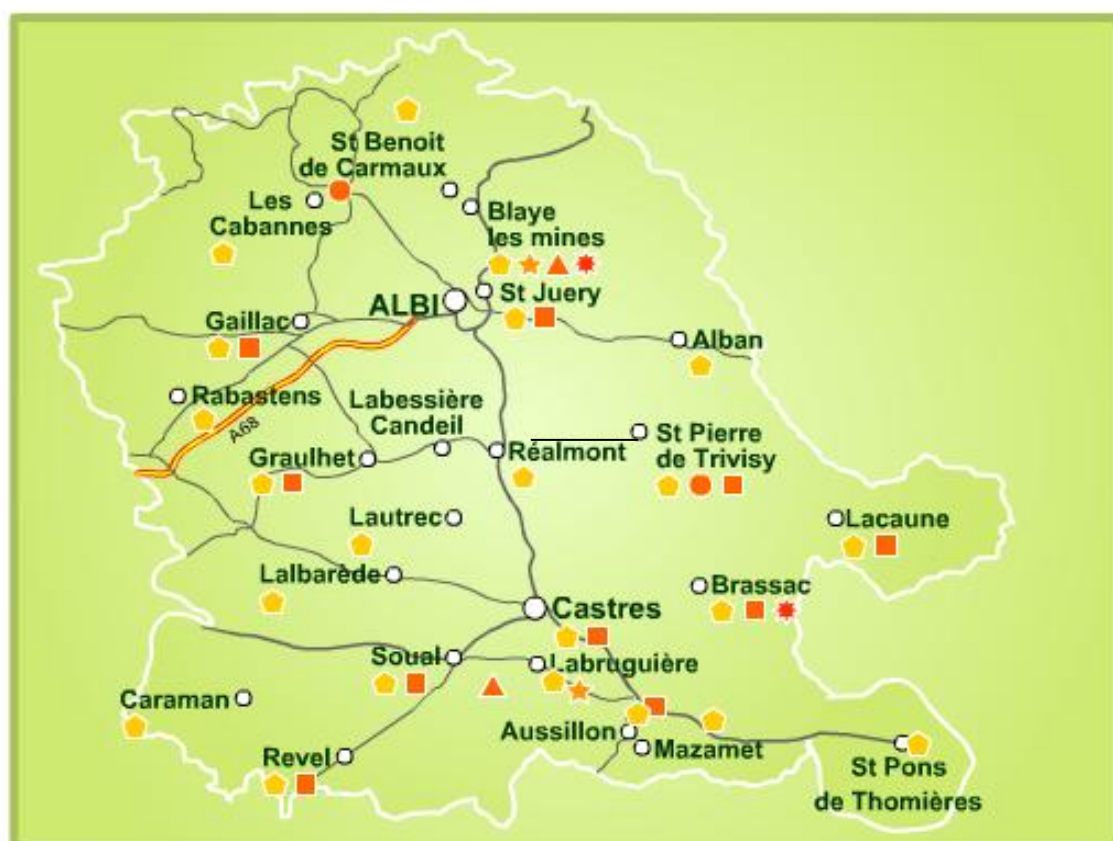 St Benoit
de Carmaux
Les
Cabannes
Blaye
les mines
ALBI
St Juery
Gaillac
Alban
Rabastens
A68
Labessière
Candeil
Graulhet
Réalmont
St Pierre
de Trivisy
Lautrec
Lacaune
Lalbarède
Brassac
Castres
Soual
Labruguière
Caraman
Aussillon
Mazamet
Revel
St Pons
de Thomières